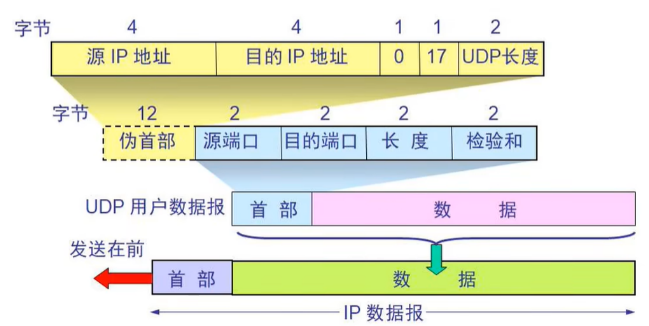 字节 4 4 1 1 2
源 IP 地址 目的 IP 地址 0 17 UDP长度
字节 12 2 2 2 2
伪首部 源端口 目的端口 长 度 检验和
UDP 用户数据报 首 部 数 据
发送在前
首 部 数 据
IP 数据报